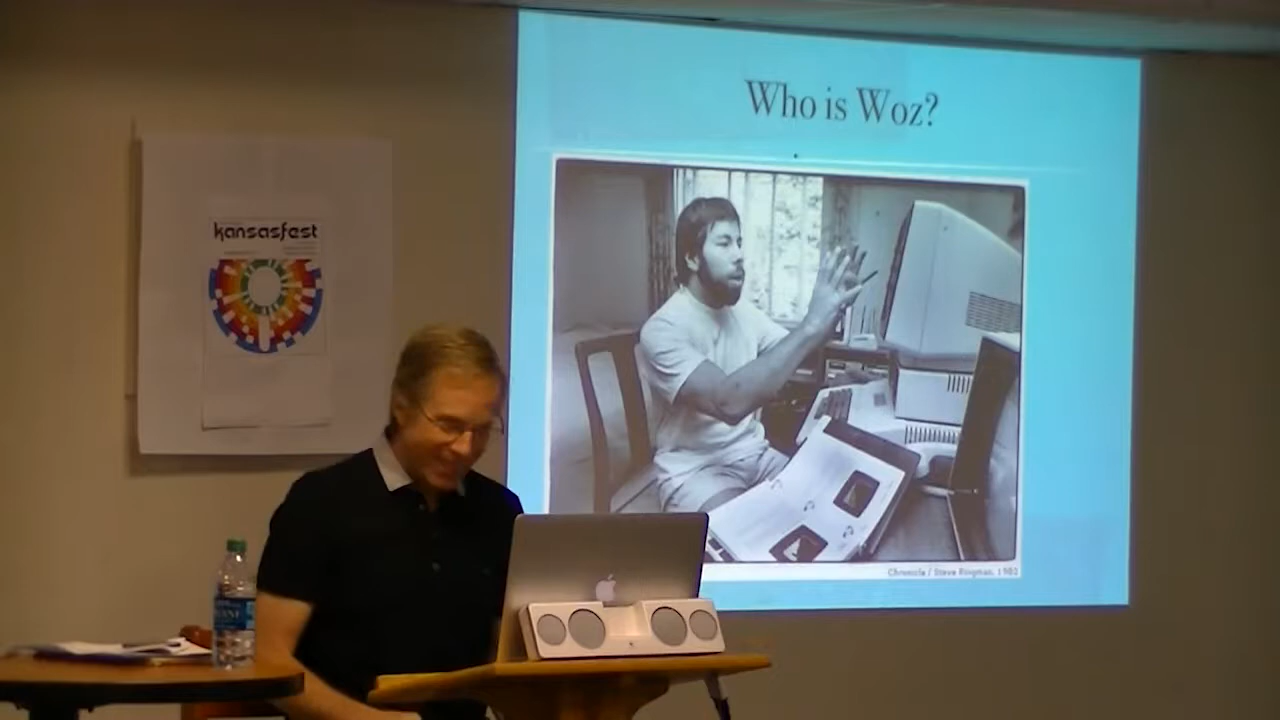 Who is Woz?
kansasfest
Chronicle / Steve Ringman, 1983